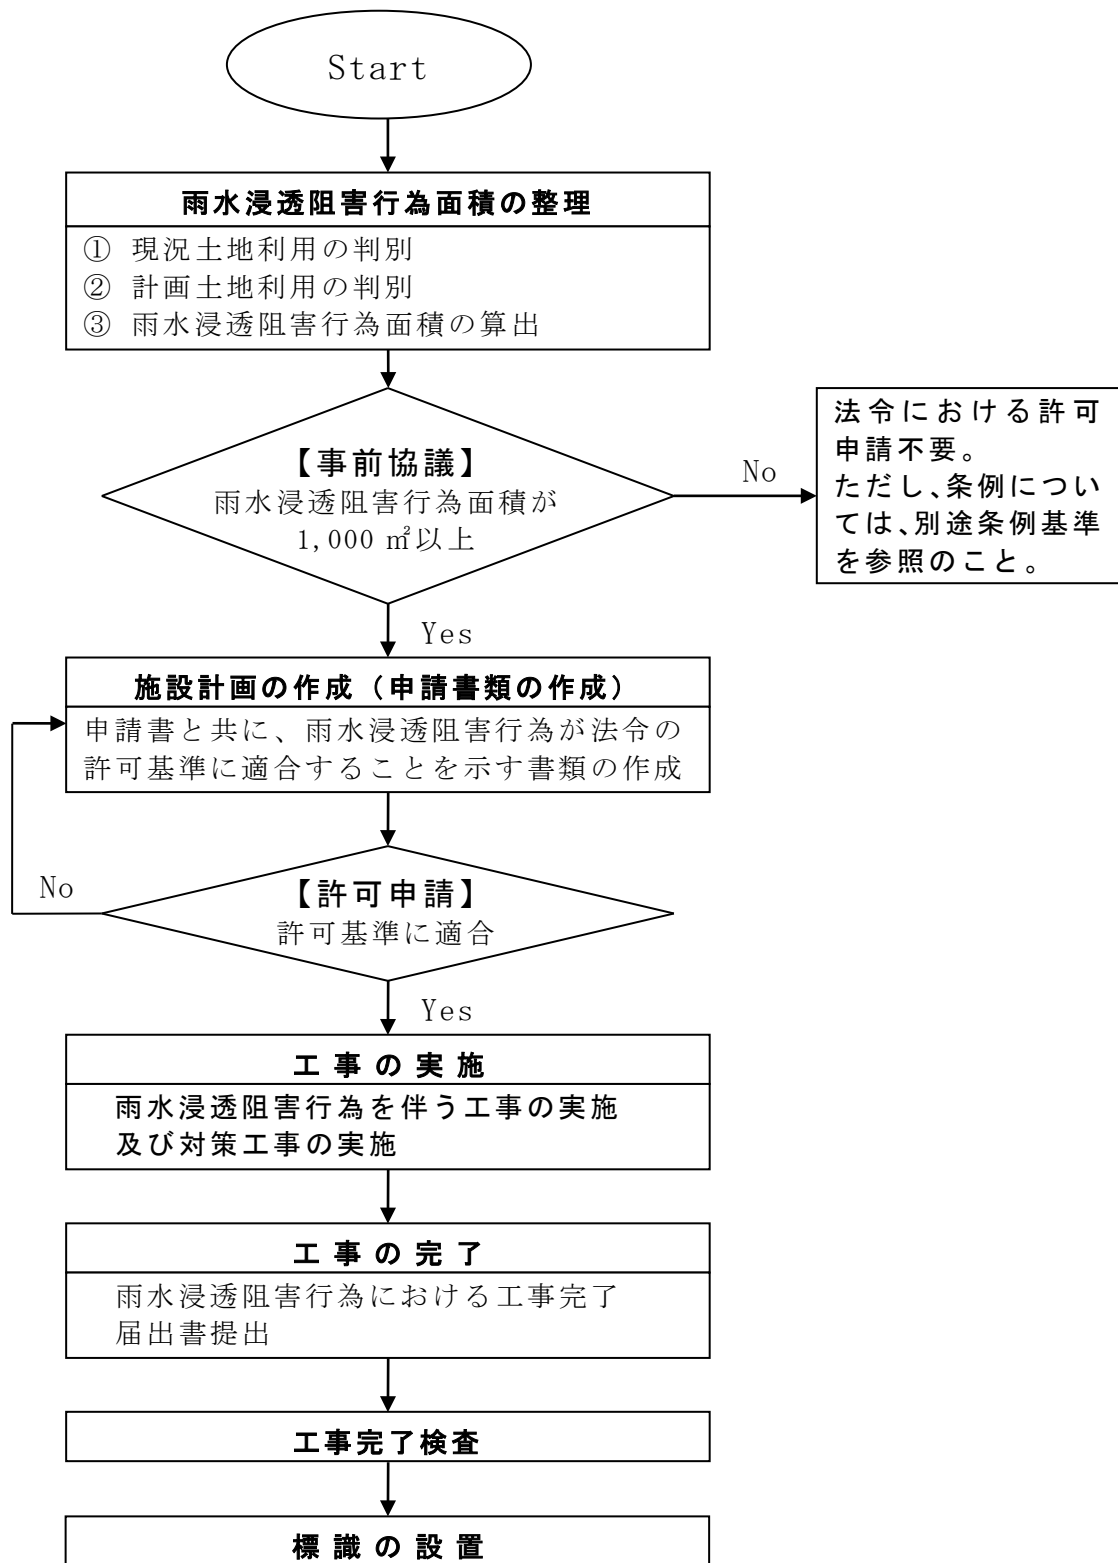 Start
雨水浸透阻害行為面積の整理
① 現況土地利用の判別
② 計画土地利用の判別
③ 雨水浸透阻害行為面積の算出
【事前協議】
雨水浸透阻害行為面積が
1,000 ㎡以上
No
法令における許可
申請不要。
ただし、条例につい
ては、別途条例基準
を参照のこと。
Yes
施設計画の作成（申請書類の作成）
申請書と共に、雨水浸透阻害行為が法令の
許可基準に適合することを示す書類の作成
No
【許可申請】
許可基準に適合
Yes
工事の実施
雨水浸透阻害行為を伴う工事の実施
及び対策工事の実施
工事の完了
雨水浸透阻害行為における工事完了
届出書提出
工事完了検査
標識の設置